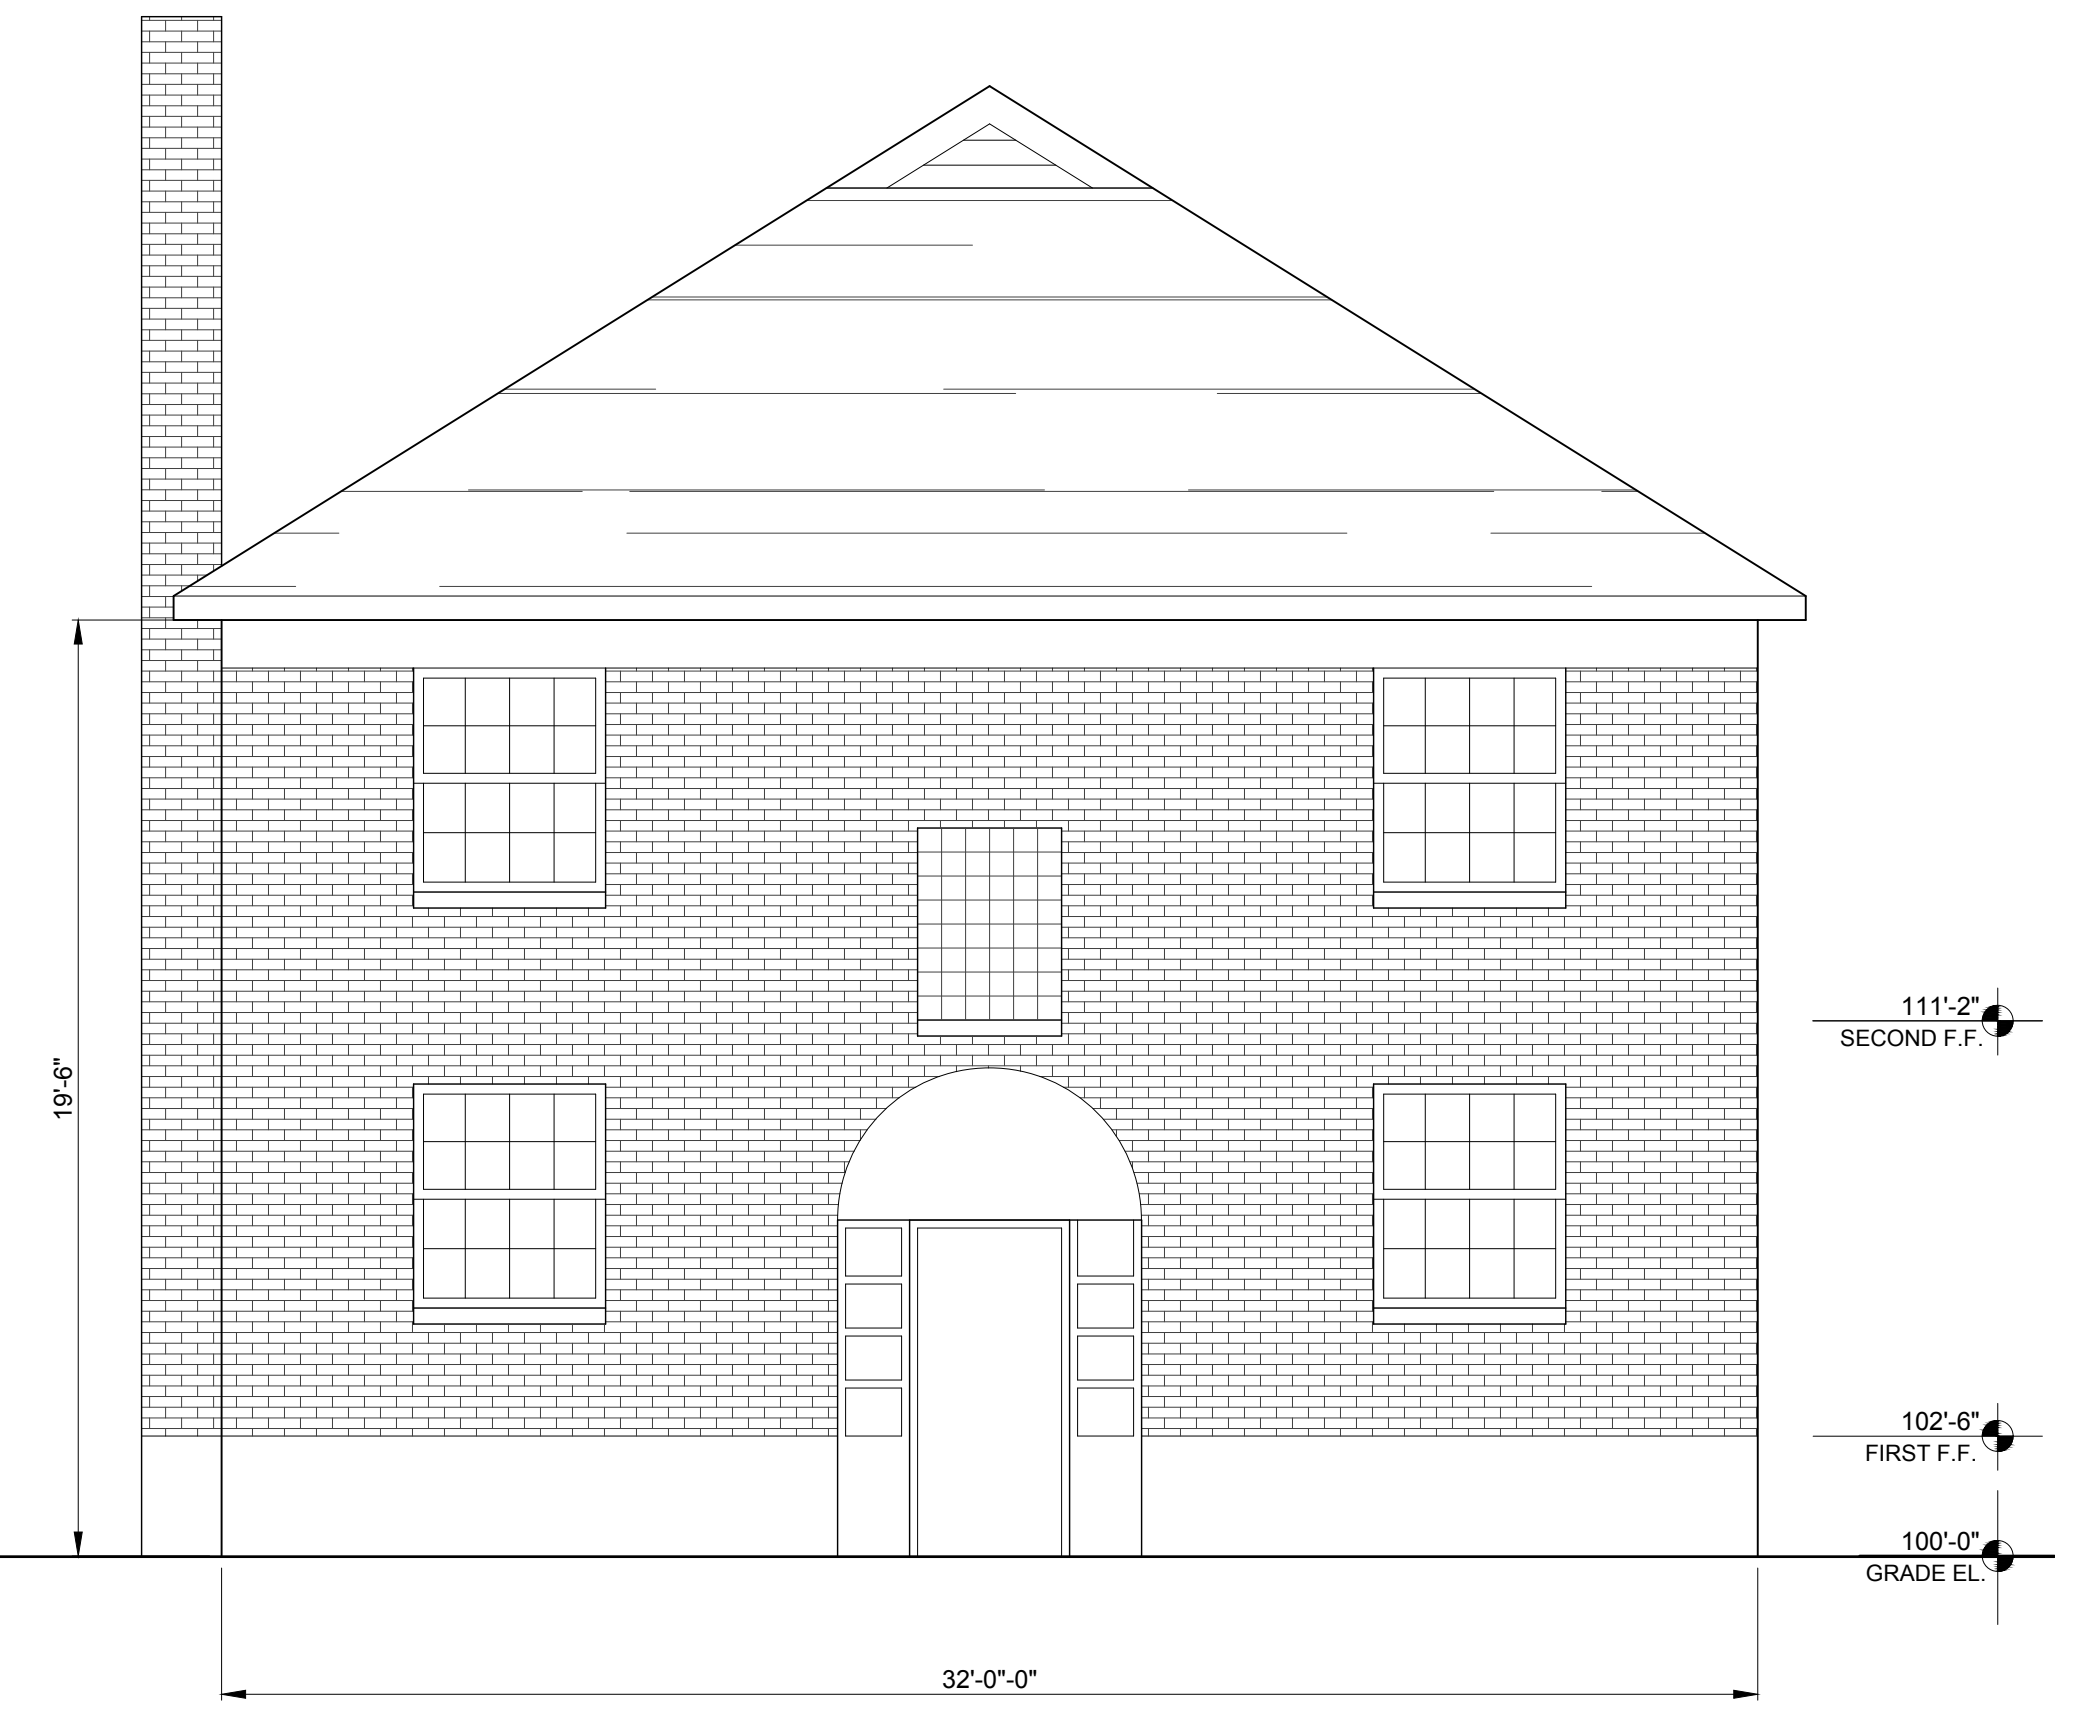 111'-2"
SECOND F.F.
19'-6"
102'-6"
FIRST F.F.
100'-0"
GRADE EL.
32'-0"-0"